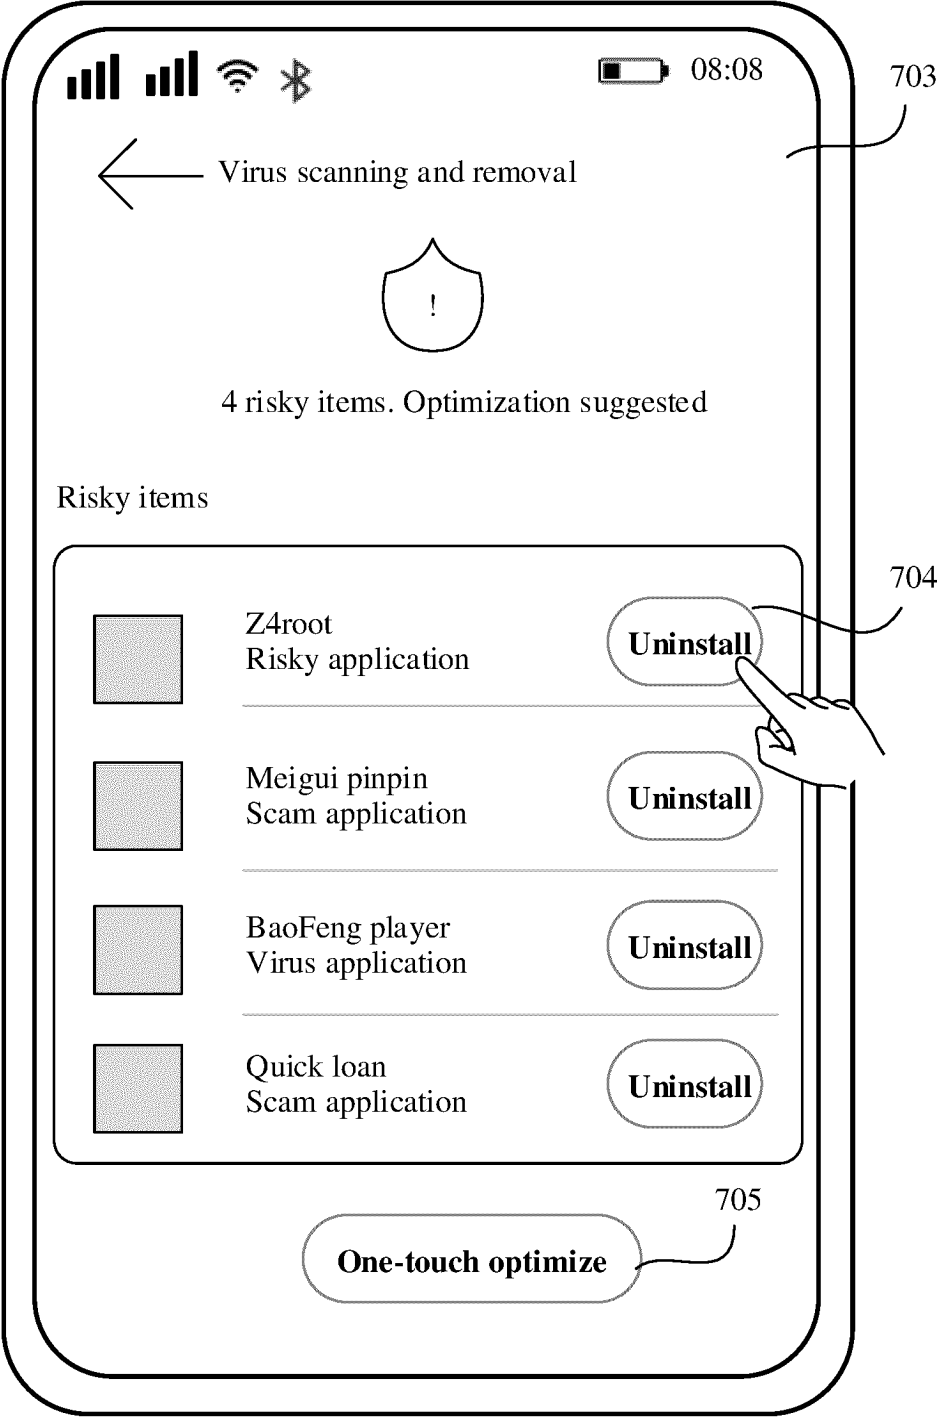 08:08
703
Virus scanning and removal
!
4 risky items. Optimization suggested
Risky items
704
Z4root
Risky application
Uninstall
Meigui pinpin
Scam application
Uninstall
BaoFeng player
Virus application
Uninstall
Quick loan
Scam application
Uninstall
705
One-touch optimize